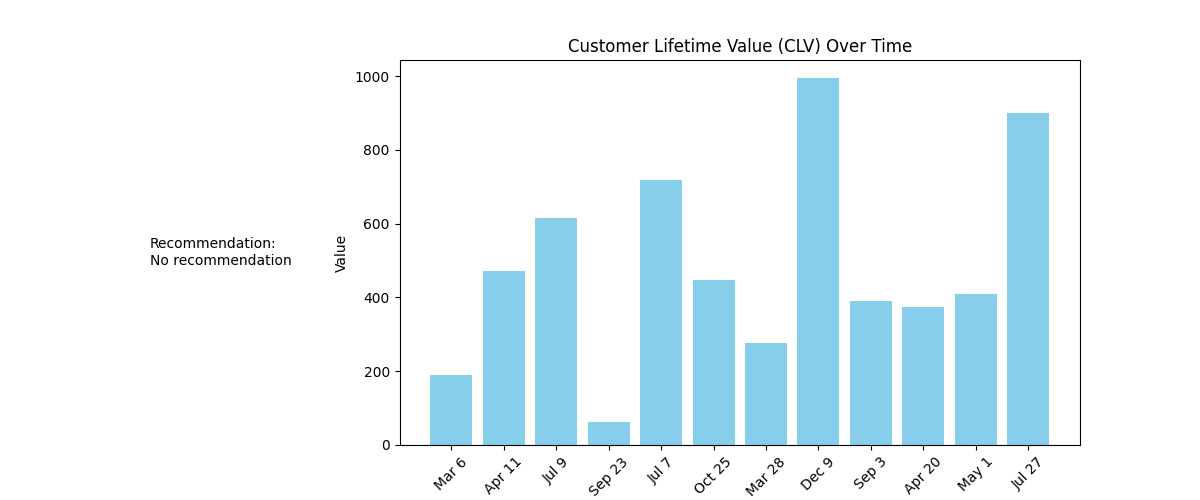 Customer Lifetime Value (CLV) Over Time
Recommendation:
No recommendation
Value
1000
800
600
400
200
0
Mar 6
Apr 11
Jul 9
Sep 23
Jul 7
Oct 25
Mar 28
Dec 9
Sep 3
Apr 20
May 1
Jul 27